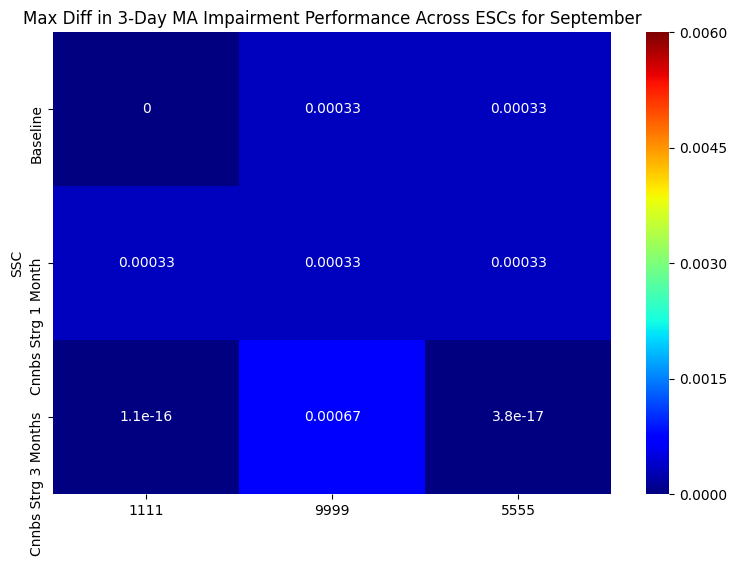 Max Diff in 3-Day MA Impairment Performance Across ESCs for September
SSC
Baseline
0
0.00033
0.00033
Cnnbs Strg 1 Month
0.00033
0.00033
0.00033
Cnnbs Strg 3 Months
1.1e-16
0.00067
3.8e-17
1111
9999
5555
0.0060
0.0045
0.0030
0.0015
0.0000